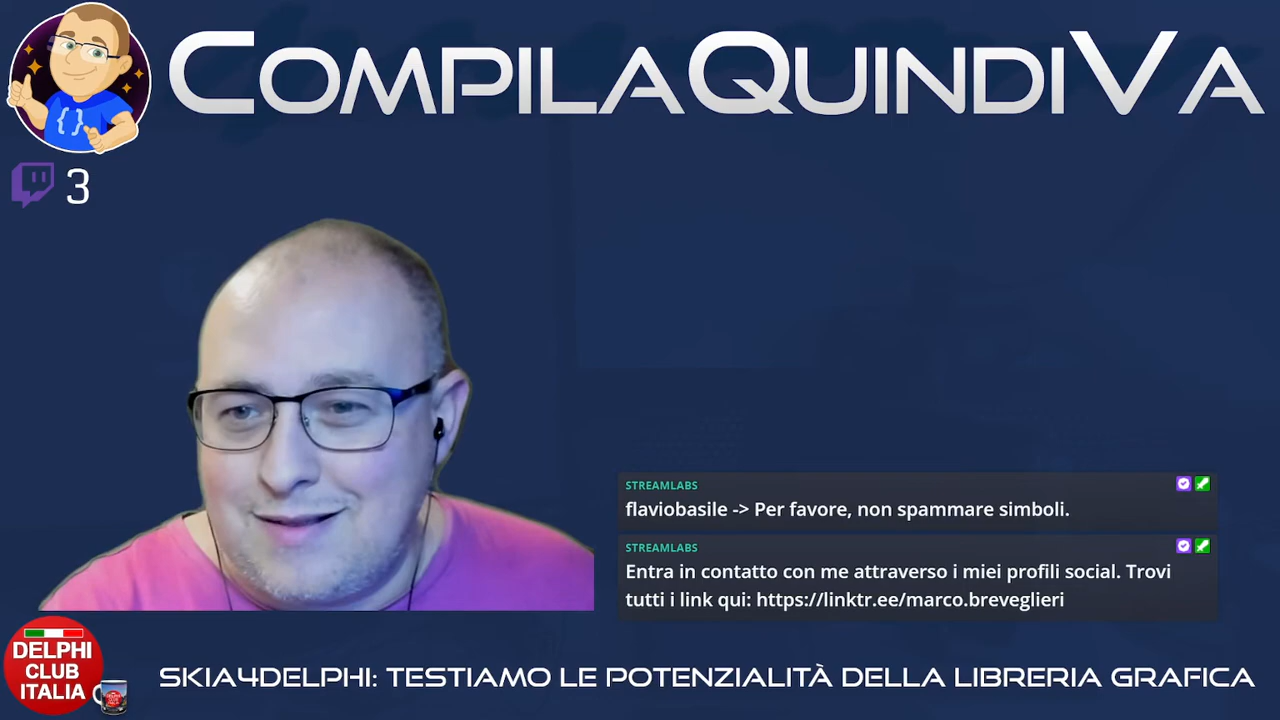 COMPILAQUINDIVA
{ }
3
STREAMLABS
flaviobasile -> Per favore, non spammare simboli.
STREAMLABS
Entra in contatto con me attraverso i miei profili social. Trovi
tutti i link qui: https://linktr.ee/marco.breveglieri
DELPHI
CLUB
ITALIA
SKIA4DELPHI: TESTIAMO LE POTENZIALITÀ DELLA LIBRERIA GRAFICA